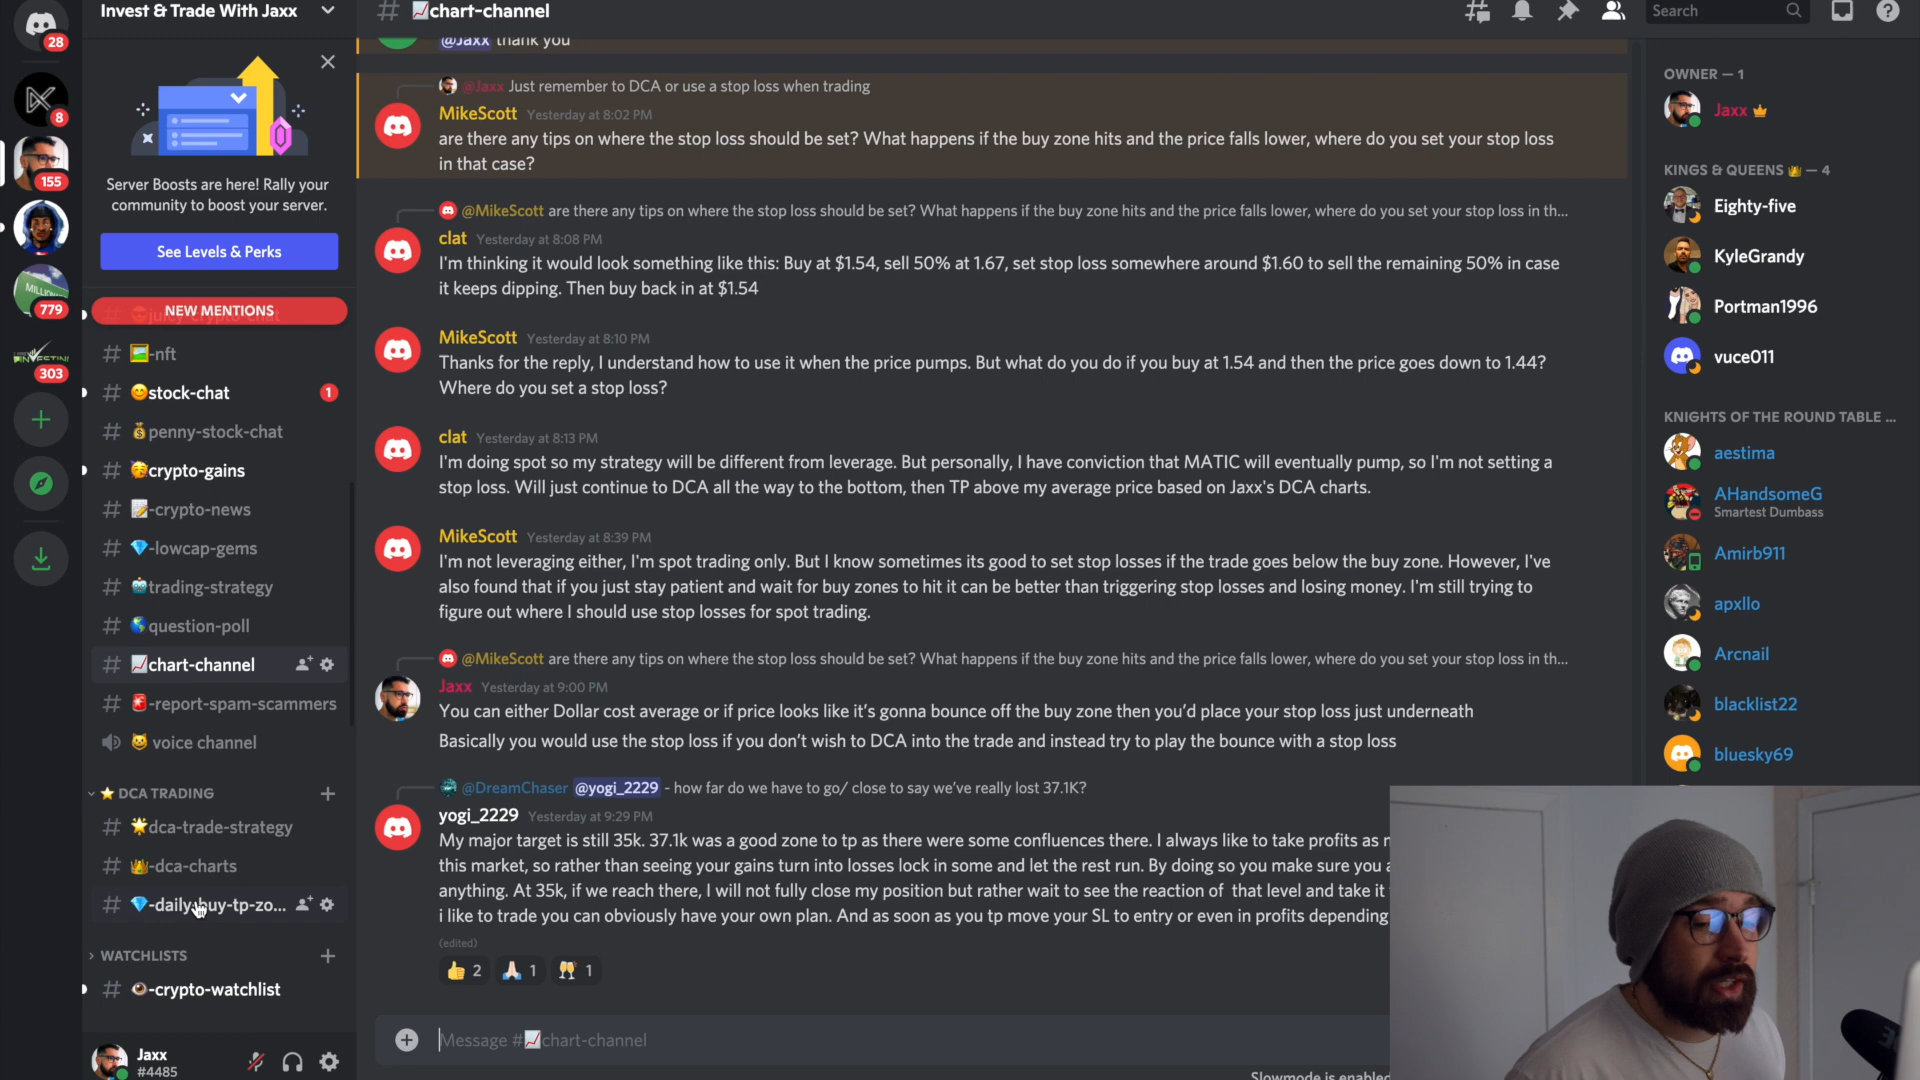 28
8
155
MILLION
779
303
Invest & Trade With Jaxx
Server Boosts are here! Rally your
community to boost your server.
See Levels & Perks
NEW MENTIONS
# 🖼-nft
# 😊stock-chat 1
# 💰penny-stock-chat
# 🥳crypto-gains
# 📝-crypto-news
# 💎-lowcap-gems
# 🤖trading-strategy
# 🌎question-poll
# 📈chart-channel
# 🚨-report-spam-scammers
😺 voice channel
⭐ DCA TRADING
# 🌟dca-trade-strategy
# 👑-dca-charts
# 💎-daily-buy-tp-zo...
WATCHLISTS
# 👁-crypto-watchlist
Jaxx
#4485
# 📈chart-channel
@Jaxx thank you
@Jaxx Just remember to DCA or use a stop loss when trading
MikeScott Yesterday at 8:02 PM
are there any tips on where the stop loss should be set? What happens if the buy zone hits and the price falls lower, where do you set your stop loss
in that case?
@MikeScott are there any tips on where the stop loss should be set? What happens if the buy zone hits and the price falls lower, where do you set your stop loss in th...
clat Yesterday at 8:08 PM
I'm thinking it would look something like this: Buy at $1.54, sell 50% at 1.67, set stop loss somewhere around $1.60 to sell the remaining 50% in case
it keeps dipping. Then buy back in at $1.54
MikeScott Yesterday at 8:10 PM
Thanks for the reply, I understand how to use it when the price pumps. But what do you do if you buy at 1.54 and then the price goes down to 1.44?
Where do you set a stop loss?
clat Yesterday at 8:13 PM
I'm doing spot so my strategy will be different from leverage. But personally, I have conviction that MATIC will eventually pump, so I'm not setting a
stop loss. Will just continue to DCA all the way to the bottom, then TP above my average price based on Jaxx's DCA charts.
MikeScott Yesterday at 8:39 PM
I'm not leveraging either, I'm spot trading only. But I know sometimes its good to set stop losses if the trade goes below the buy zone. However, I've
also found that if you just stay patient and wait for buy zones to hit it can be better than triggering stop losses and losing money. I'm still trying to
figure out where I should use stop losses for spot trading.
@MikeScott are there any tips on where the stop loss should be set? What happens if the buy zone hits and the price falls lower, where do you set your stop loss in th...
Jaxx Yesterday at 9:00 PM
You can either Dollar cost average or if price looks like it's gonna bounce off the buy zone then you'd place your stop loss just underneath
Basically you would use the stop loss if you don't wish to DCA into the trade and instead try to play the bounce with a stop loss
@DreamChaser @yogi_2229 - how far do we have to go/ close to say we've really lost 37.1K?
yogi_2229 Yesterday at 9:29 PM
My major target is still 35k. 37.1k was a good zone to tp as there were some confluences there. I always like to take profits as
this market, so rather than seeing your gains turn into losses lock in some and let the rest run. By doing so you make sure you
anything. At 35k, if we reach there, I will not fully close my position but rather wait to see the reaction of that level and take it
i like to trade you can obviously have your own plan. And as soon as you tp move your SL to entry or even in profits depending
(edited)
👍 2 🙏🏻 1 🥂 1
Message #📈chart-channel
Slowmode is enabled
Search
OWNER — 1
Jaxx
KINGS & QUEENS 👑 — 4
Eighty-five
KyleGrandy
Portman1996
vuce011
KNIGHTS OF THE ROUND TABLE ...
aestima
AHandsomeG
Smartest Dumbass
Amirb911
apxllo
Arcnail
blacklist22
bluesky69